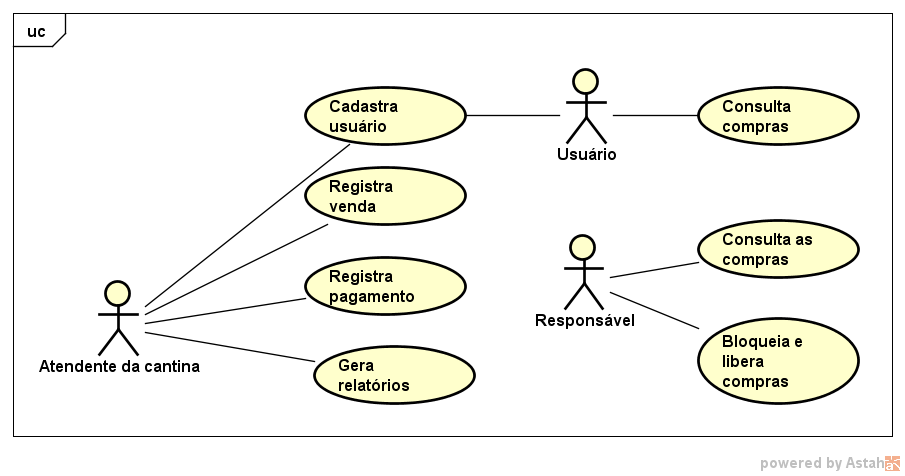 uc
Cadastra
usuário
Usuário
Consulta
compras
Registra
venda
Consulta as
compras
Registra
pagamento
Responsável
Atendente da cantina
Bloqueia e
libera
compras
Gera
relatórios
powered by Astah